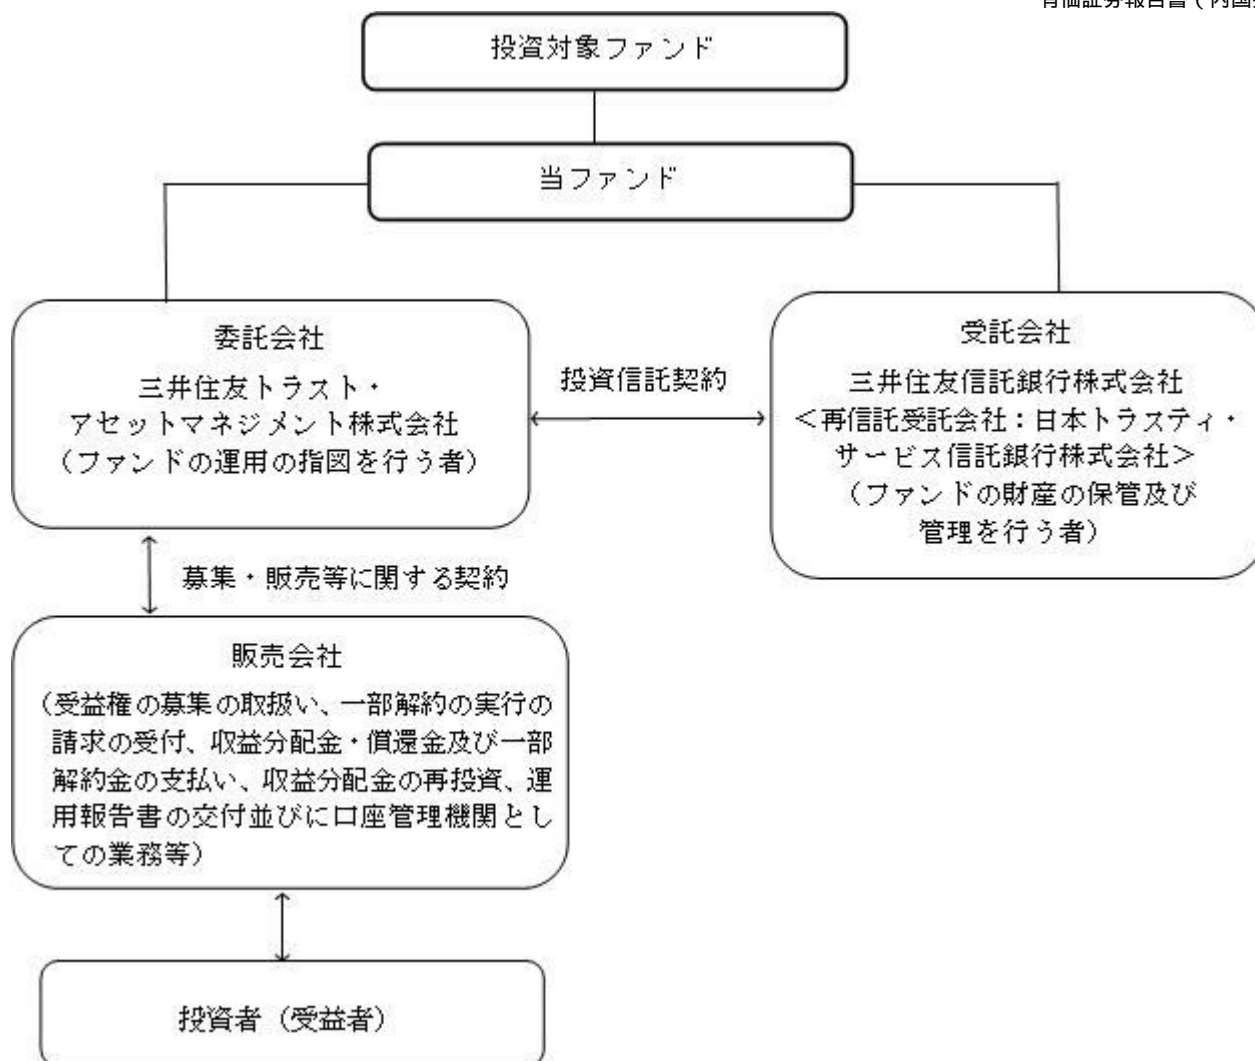 有価証券報告書（内国
投資対象ファンド
当ファンド
委託会社
三井住友トラスト・
アセットマネジメント株式会社
（ファンドの運用の指図を行う者）
投資信託契約
受託会社
三井住友信託銀行株式会社
＜再信託受託会社：日本トラスティ・
サービス信託銀行株式会社＞
（ファンドの財産の保管及び
管理を行う者）
募集・販売等に関する契約
販売会社
（受益権の募集の取扱い、一部解約の実行の
請求の受付、収益分配金・償還金及び一部
解約金の支払い、収益分配金の再投資、運
用報告書の交付並びに口座管理機関とし
ての業務等）
投資者（受益者）